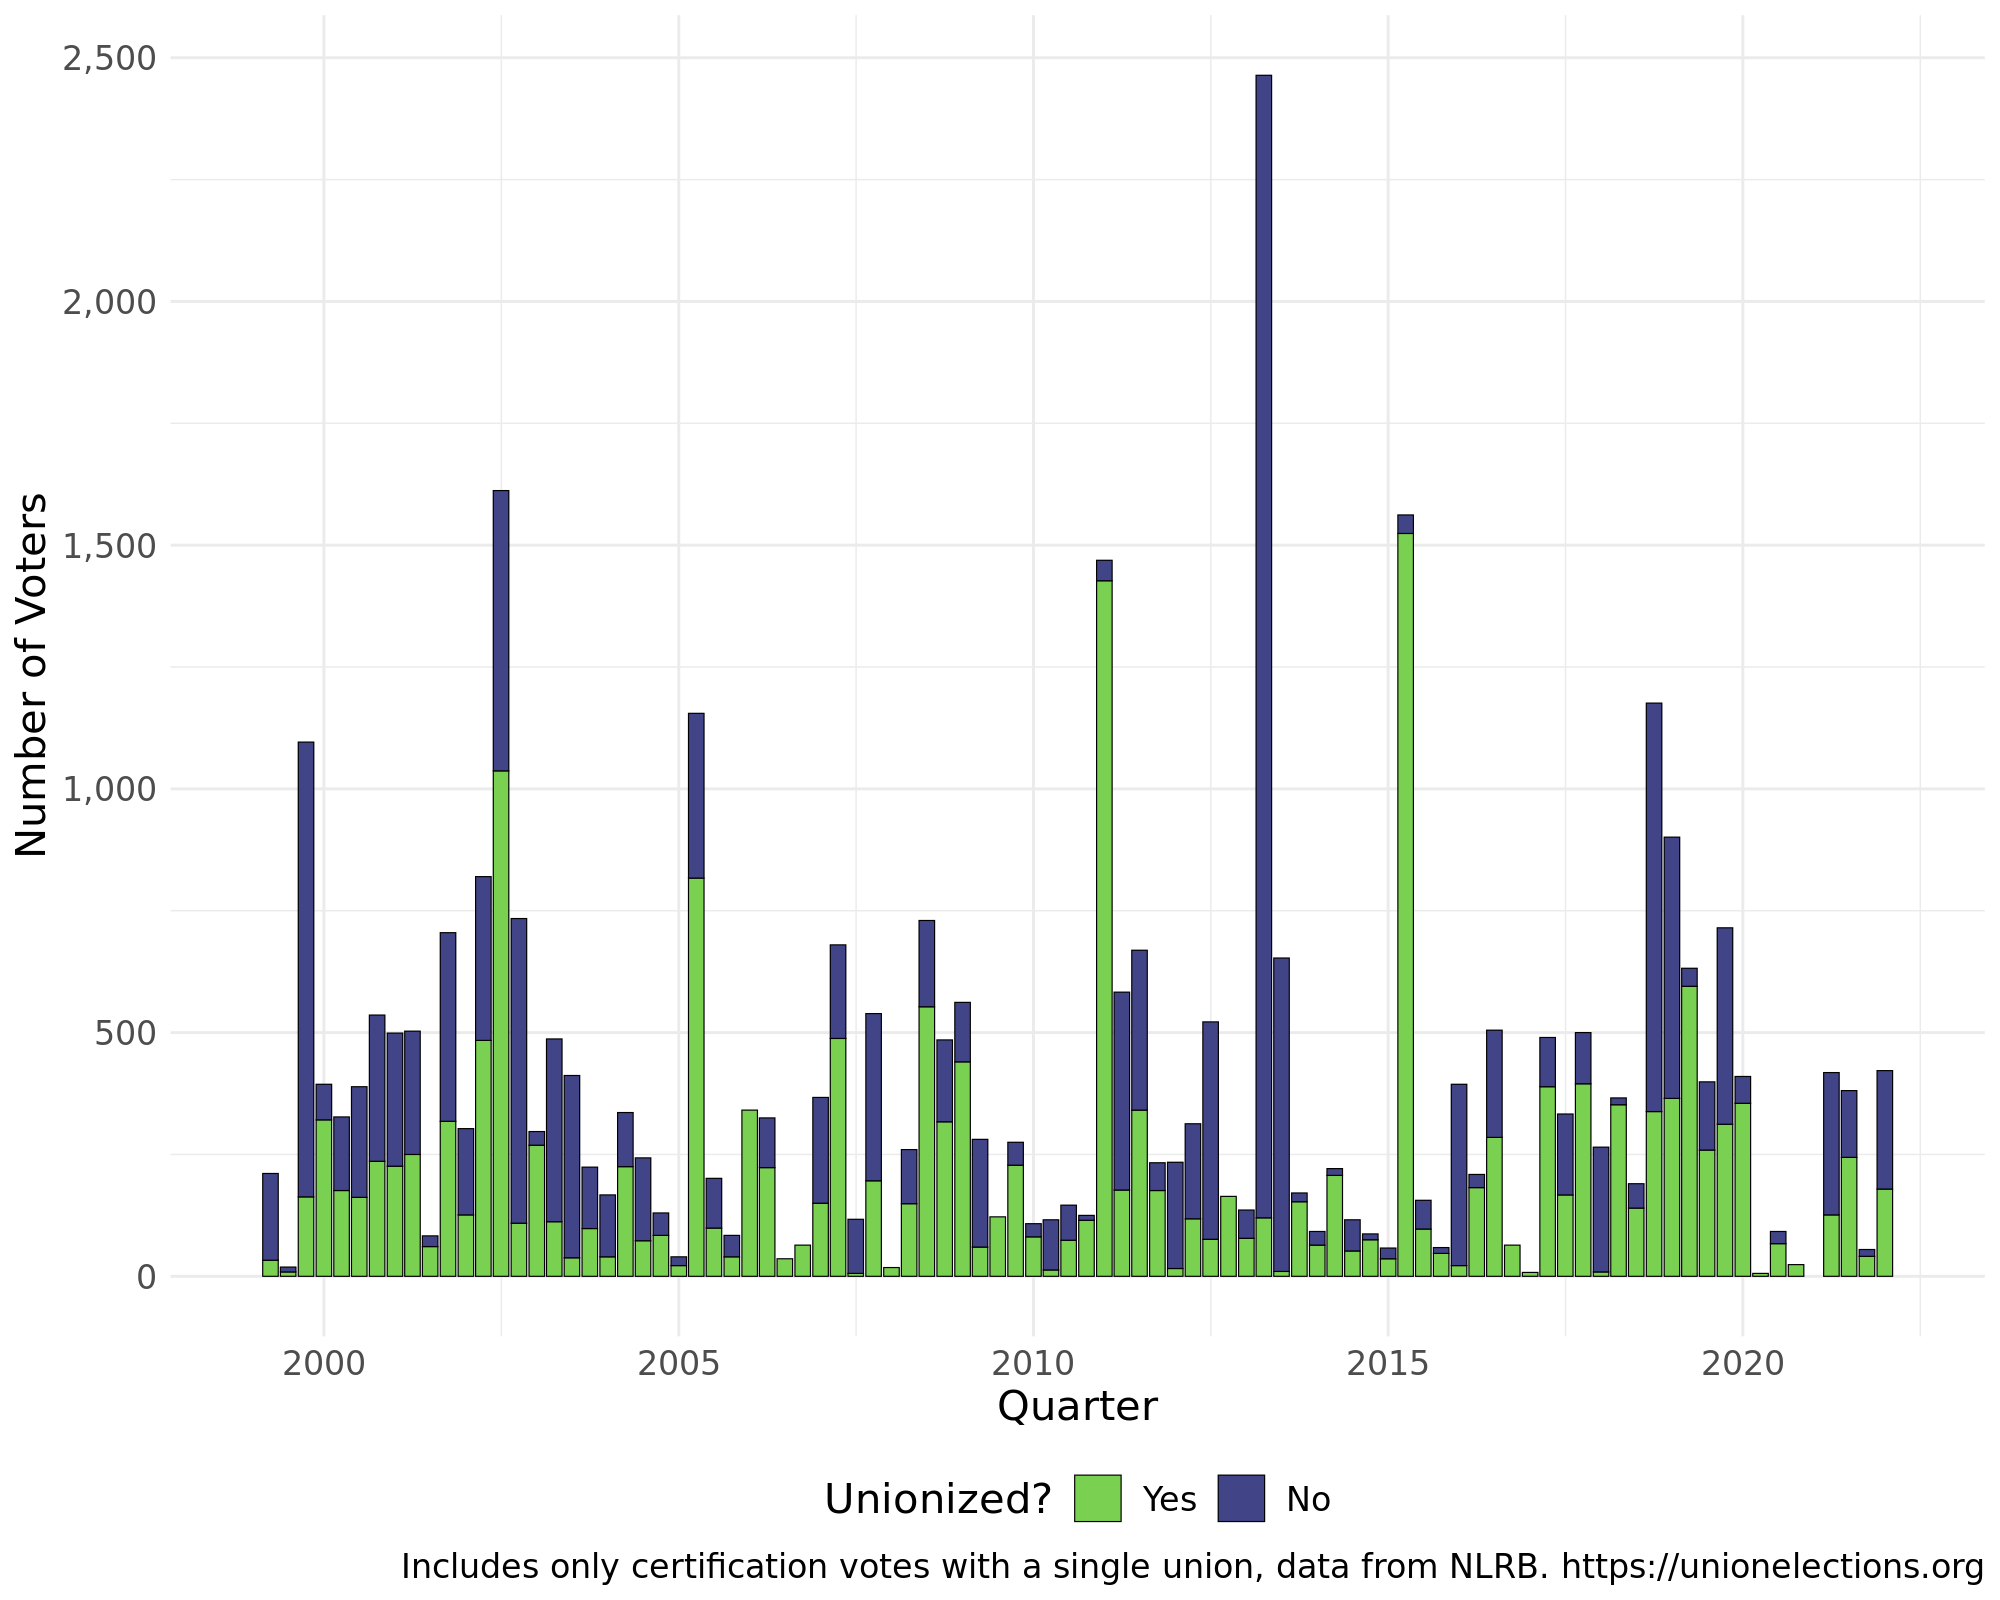 2,500
2,000
1,500
1,000
500
0
Number of Voters
2000 2005 2010 2015 2020
Quarter
Unionized? Yes No
Includes only certification votes with a single union, data from NLRB. https://unionelections.org